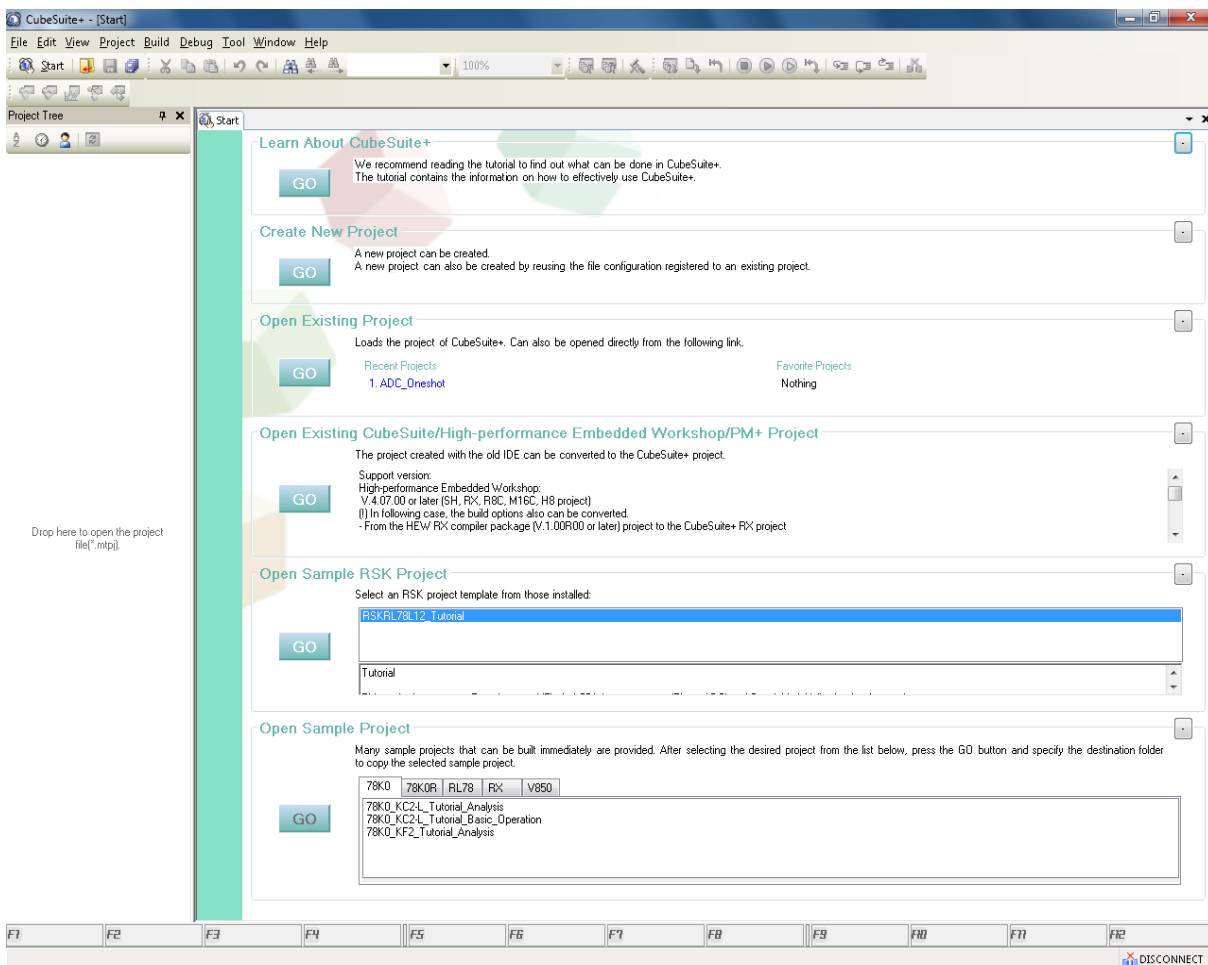 CubeSuite+ - [Start]
File Edit View Project Build Debug Tool Window Help
Start 100%
Project Tree
Start
Learn About CubeSuite+
We recommend reading the tutorial to find out what can be done in CubeSuite+.
The tutorial contains the information on how to effectively use CubeSuite+.
GO
Create New Project
A new project can be created.
A new project can also be created by reusing the file configuration registered to an existing project.
GO
Open Existing Project
Loads the project of CubeSuite+. Can also be opened directly from the following link.
GO
Recent Projects Favorite Projects
1. ADC_Oneshot Nothing
Open Existing CubeSuite/High-performance Embedded Workshop/PM+ Project
The project created with the old IDE can be converted to the CubeSuite+ project.
GO
Support version:
High-performance Embedded Workshop:
V.4.07.00 or later (SH, RX, R8C, M16C, H8 project)
(!) In following case, the build options also can be converted.
- From the HEW RX compiler package (V.1.00R00 or later) project to the CubeSuite+ RX project
Drop here to open the project
file(*.mtpj).
Open Sample RSK Project
Select an RSK project template from those installed:
RSKRL78L12_Tutorial
GO
Tutorial
Open Sample Project
Many sample projects that can be built immediately are provided. After selecting the desired project from the list below, press the GO button and specify the destination folder
to copy the selected sample project.
78K0 78K0R RL78 RX V850
GO
78K0_KC2-L_Tutorial_Analysis
78K0_KC2-L_Tutorial_Basic_Operation
78K0_KF2_Tutorial_Analysis
F1 F2 F3 F4 F5 F6 F7 F8 F9 F10 F11 F12
DISCONNECT